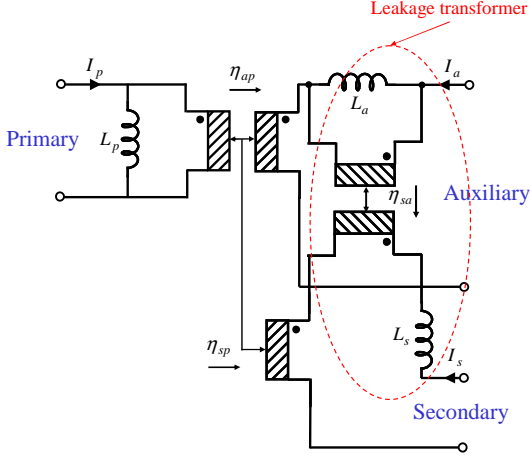 Leakage transformer
I_p
η_ap
I_a
L_a
Primary
L_p
η_sa
Auxiliary
η_sp
L_s
I_s
Secondary